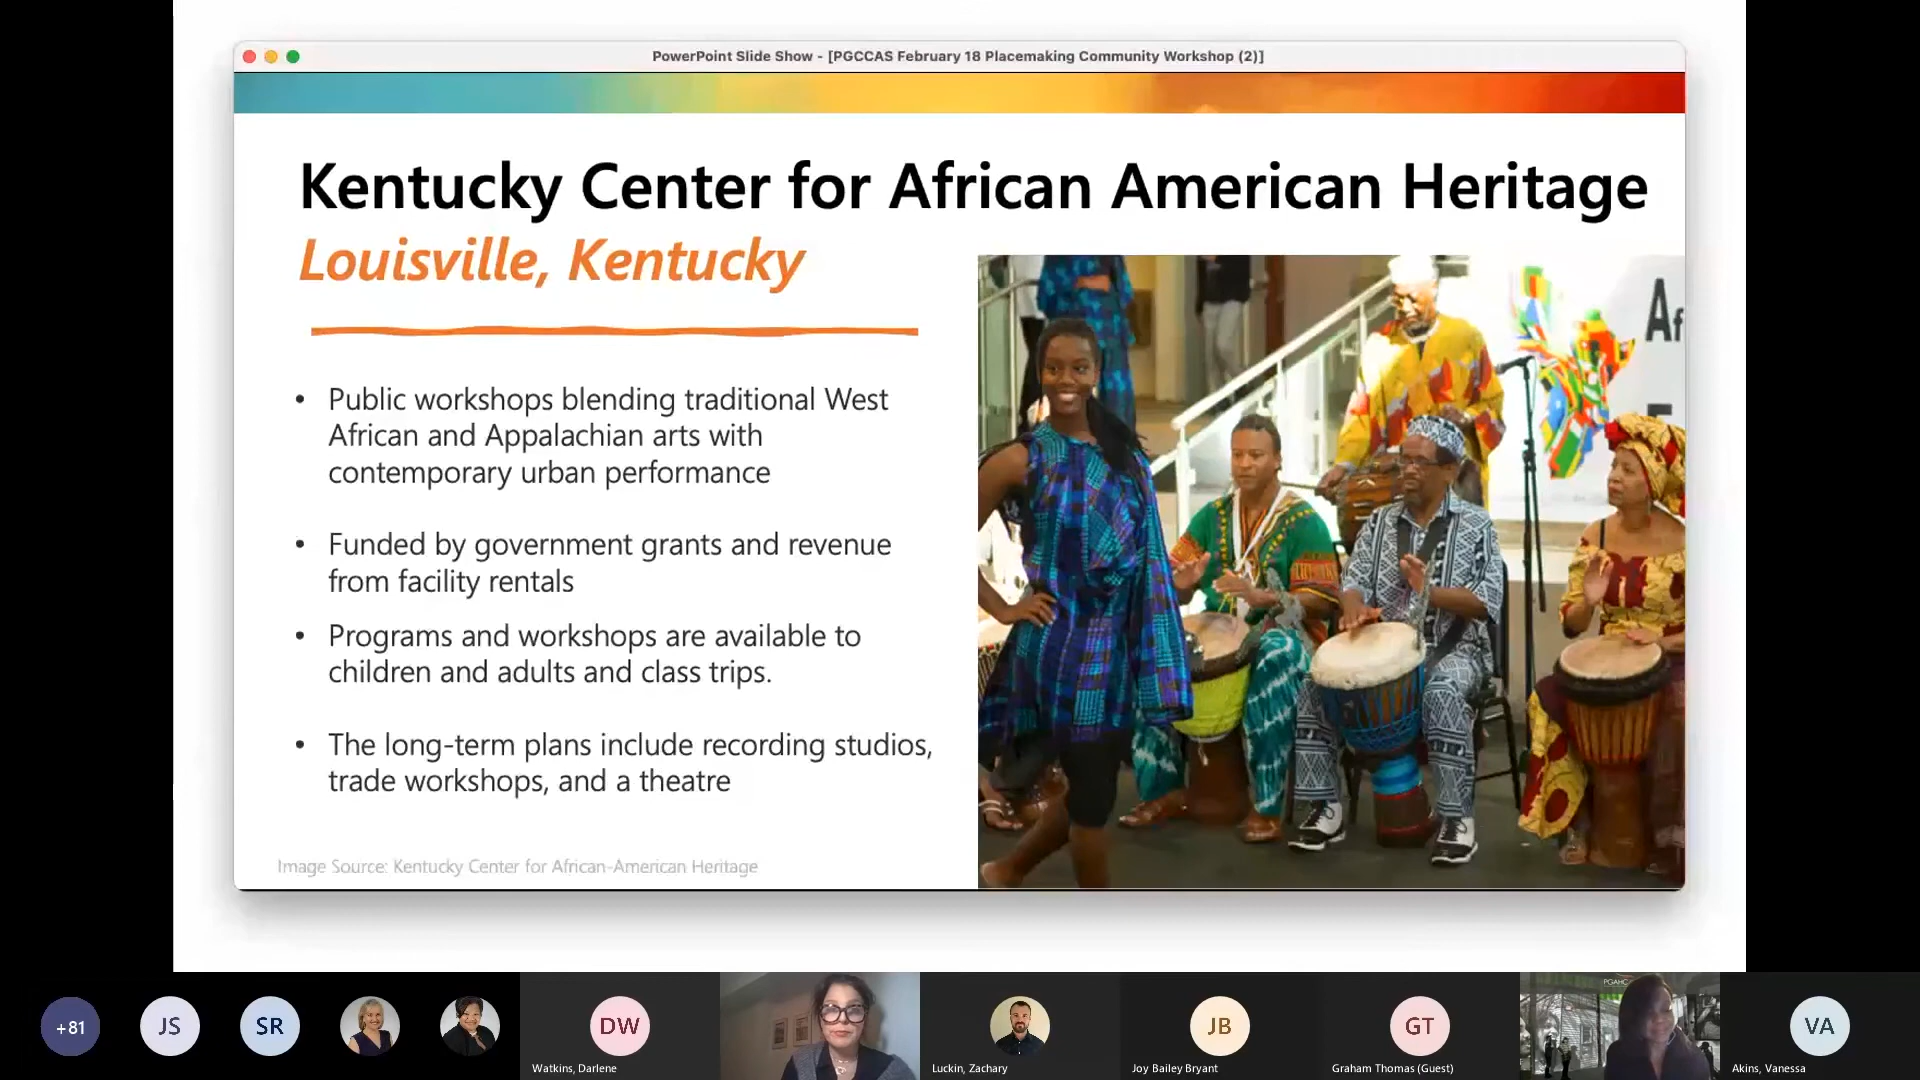 PowerPoint Slide Show - [PGCCAS February 18 Placemaking Community Workshop (2)]
Kentucky Center for African American Heritage
Louisville, Kentucky
• Public workshops blending traditional West
African and Appalachian arts with
contemporary urban performance
• Funded by government grants and revenue
from facility rentals
• Programs and workshops are available to
children and adults and class trips.
• The long-term plans include recording studios,
trade workshops, and a theatre
Image Source: Kentucky Center for African-American Heritage
Af
+81
JS
SR
DW
Watkins, Darlene
Luckin, Zachary
JB
Joy Bailey Bryant
GT
Graham Thomas (Guest)
PGAHC
VA
Akins, Vanessa